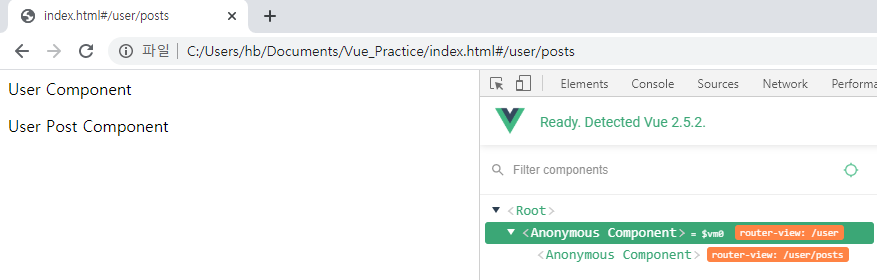 index.html#/user/posts
파일 C:/Users/hb/Documents/Vue_Practice/index.html#/user/posts
User Component
User Post Component
Elements Console Sources Network Performa
Ready. Detected Vue 2.5.2.
Filter components
<Root>
<Anonymous Component> = $vm0 router-view: /user
<Anonymous Component> router-view: /user/posts